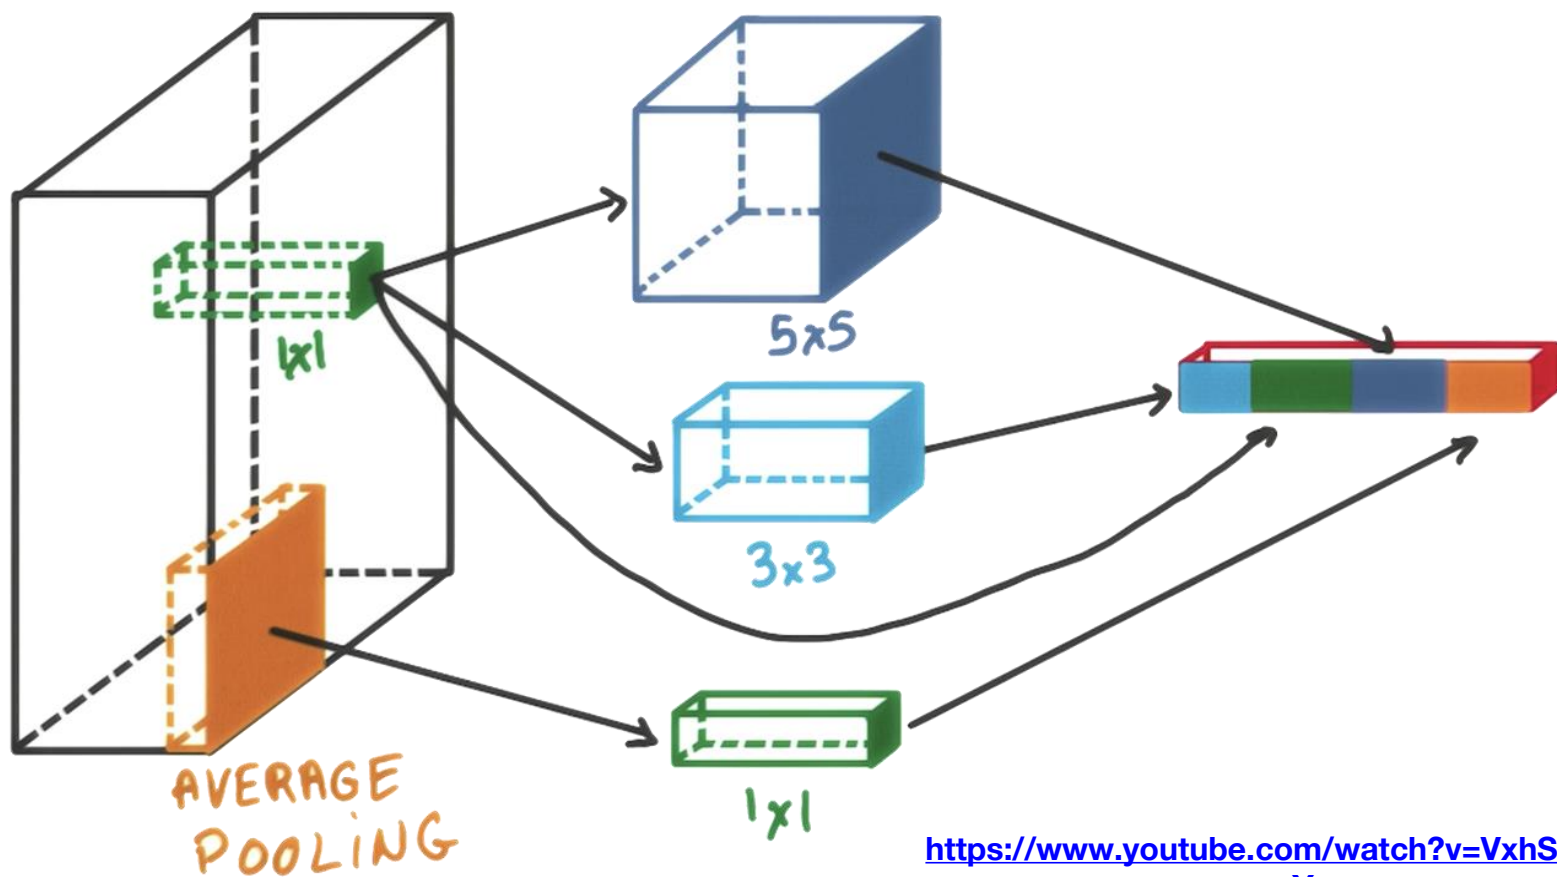 5x5
1x1
3x3
1x1
AVERAGE
POOLiNG
https://www.youtube.com/watch?v=VxhS